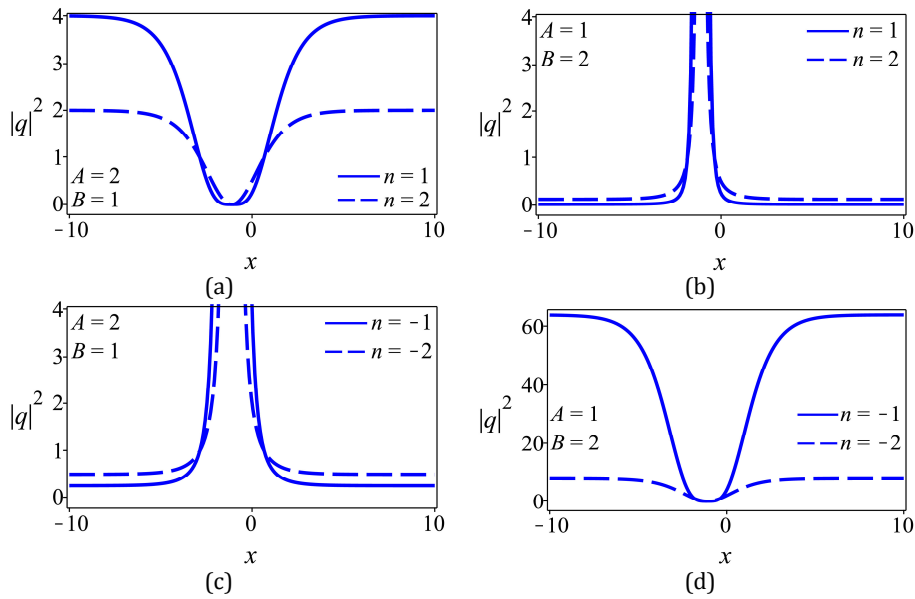 4
3
2
1
0
|q|²
A = 2
B = 1
n = 1
n = 2
−10
0
10
x
(a)
4
3
2
1
0
|q|²
A = 1
B = 2
n = 1
n = 2
−10
0
10
x
(b)
4
3
2
1
0
|q|²
A = 2
B = 1
n = −1
n = −2
−10
0
10
x
(c)
60
40
20
0
|q|²
A = 1
B = 2
n = −1
n = −2
−10
0
10
x
(d)